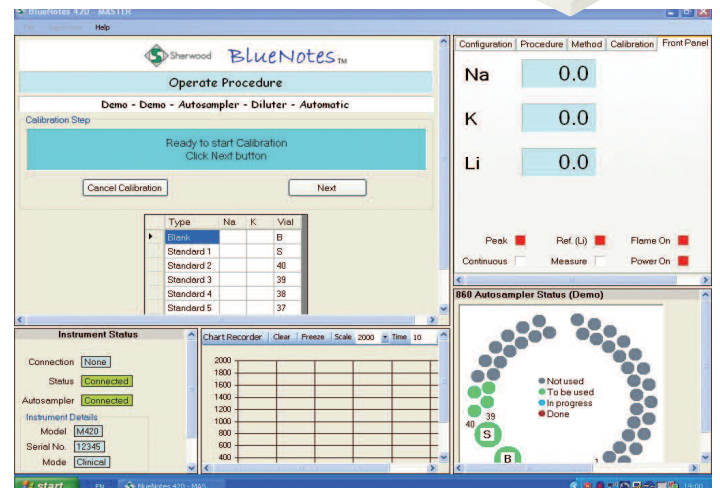 BlueNotes 420 - MASTER
Help
Sherwood BlueNotes TM
Operate Procedure
Demo - Demo - Autosampler - Diluter - Automatic
Calibration Step
Ready to start Calibration
Click Next button
Cancel Calibration Next
Type Na K Vial
Blank B
Standard 1 S
Standard 2 40
Standard 3 39
Standard 4 38
Standard 5 37
Configuration Procedure Method Calibration Front Panel
Na 0.0
K 0.0
Li 0.0
Peak Ref. (Li) Flame On
Continuous Measure Power On
Instrument Status
Connection None
Status Connected
Autosampler Connected
Instrument Details
Model M420
Serial No. 12345
Mode Clinical
Chart Recorder Clear Freeze Scale 2000 Time 10
2000
1800
1600
1400
1200
1000
800
600
400
860 Autosampler Status (Demo)
Not used
To be used
In progress
Done
40 39
S
B
1
start EN BlueNotes 420 - MAS... 19:00